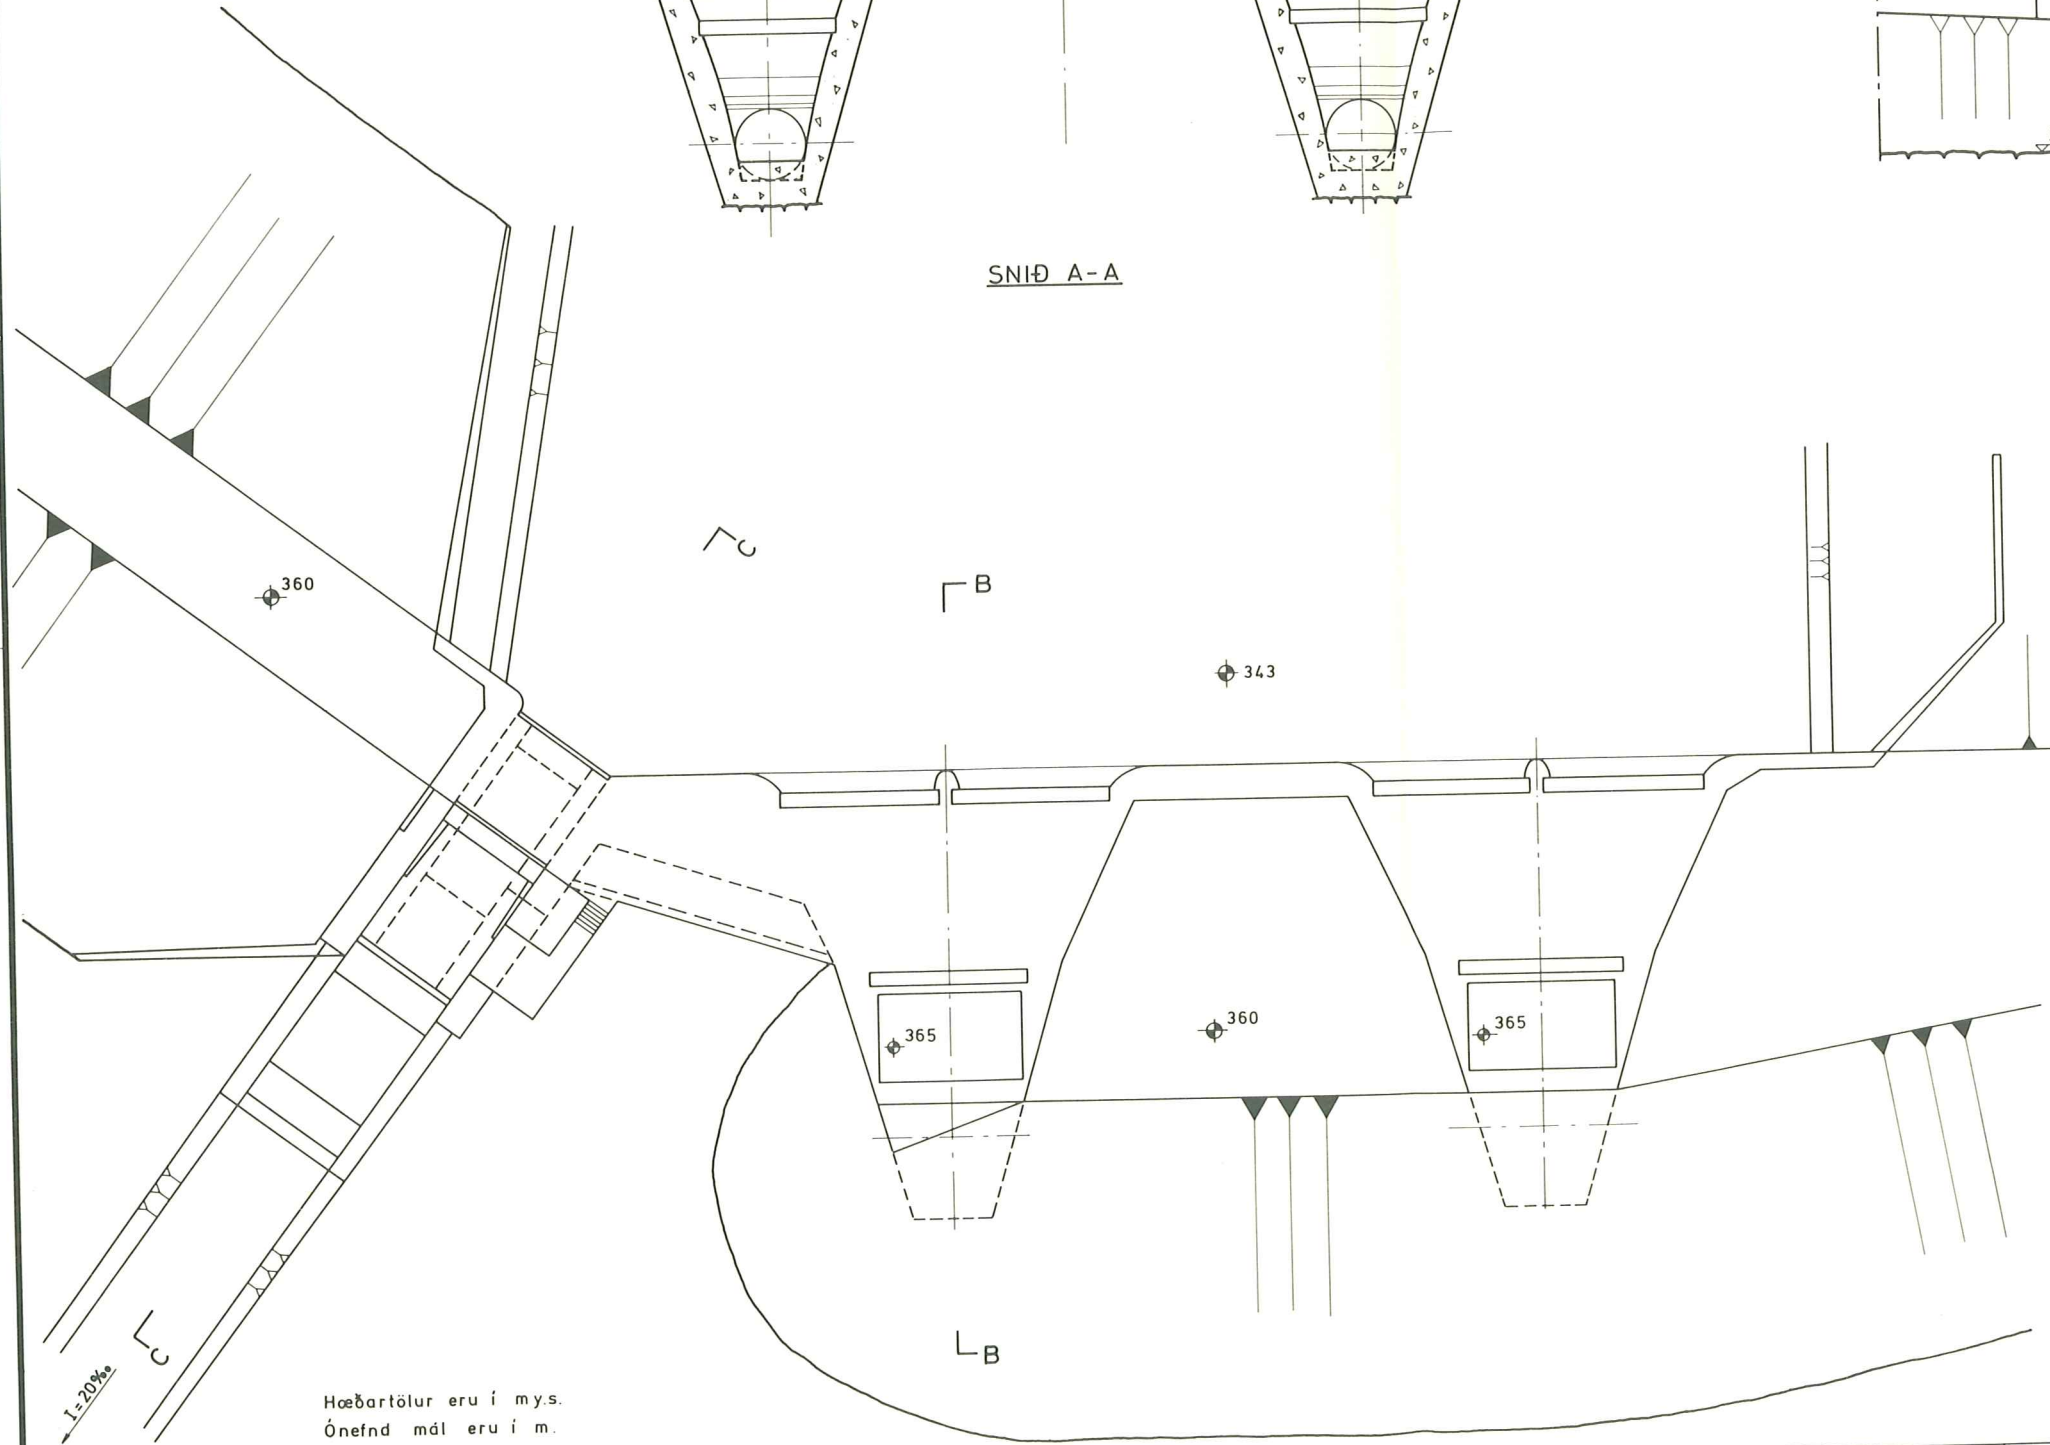 SNIÐ A-A
C
B
360
343
365
360
365
B
C
I=20‰
Hæðartölur eru í m y.s.
Ónefnd mál eru í m.